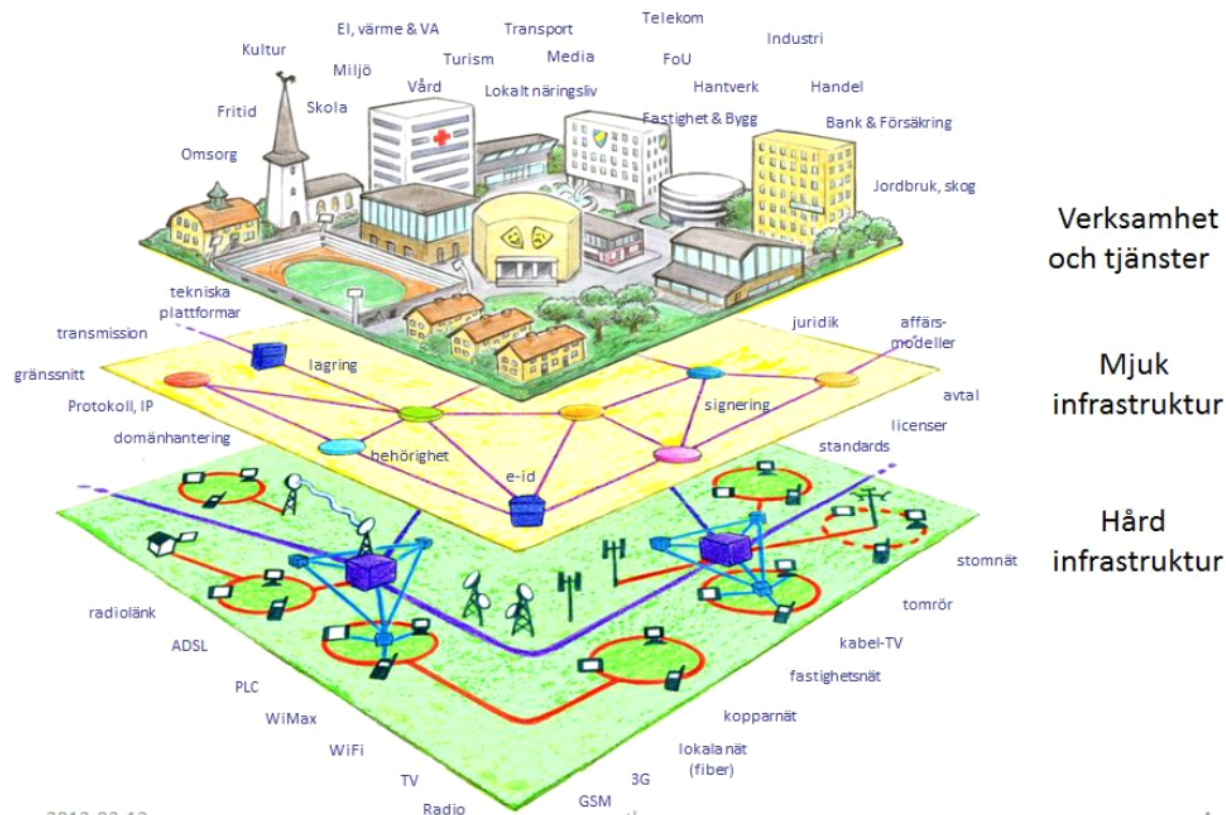 Telekom
El, värme & VA
Transport
Industri
Kultur
Turism
Media
FoU
Miljö
Vård
Lokalt näringsliv
Hantverk
Handel
Fritid
Skola
Fastighet & Bygg
Bank & Försäkring
Omsorg
Jordbruk, skog
Verksamhet
och tjänster
tekniska
plattformar
transmission
lagring
gränssnitt
Protokoll, IP
domänhantering
behörighet
e-id
signering
juridik
affärs-
modeller
avtal
licenser
standards
Mjuk
infrastruktur
Hård
infrastruktur
stomnät
tomrör
kabel-TV
fastighetsnät
kopparnät
lokala nät
(fiber)
3G
GSM
radiolänk
ADSL
PLC
WiMax
WiFi
TV
Radio